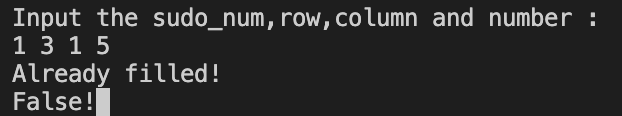 Input the sudo_num,row,column and number :
1 3 1 5
Already filled!
False!